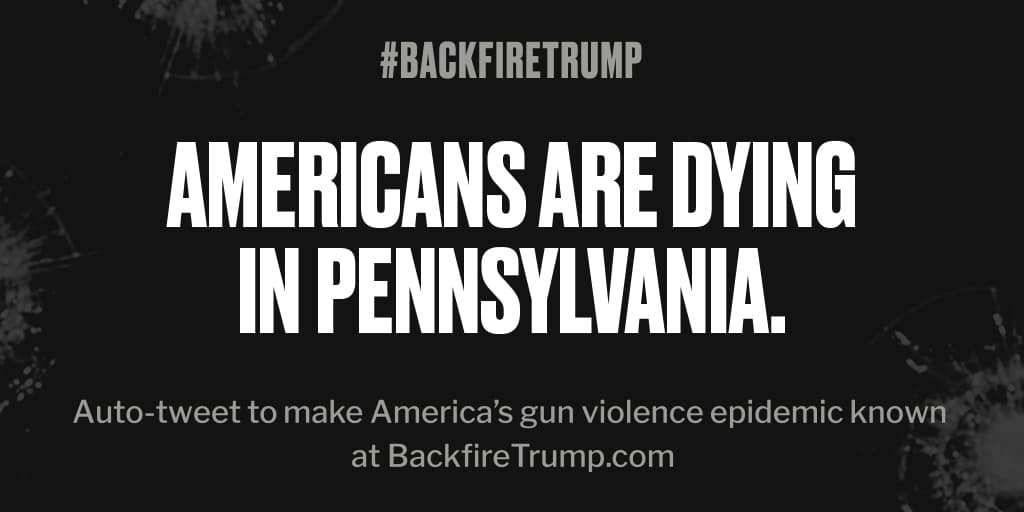 #BACKFIRETRUMP
AMERICANS ARE DYING
IN PENNSYLVANIA.
Auto-tweet to make America’s gun violence epidemic known
at BackfireTrump.com